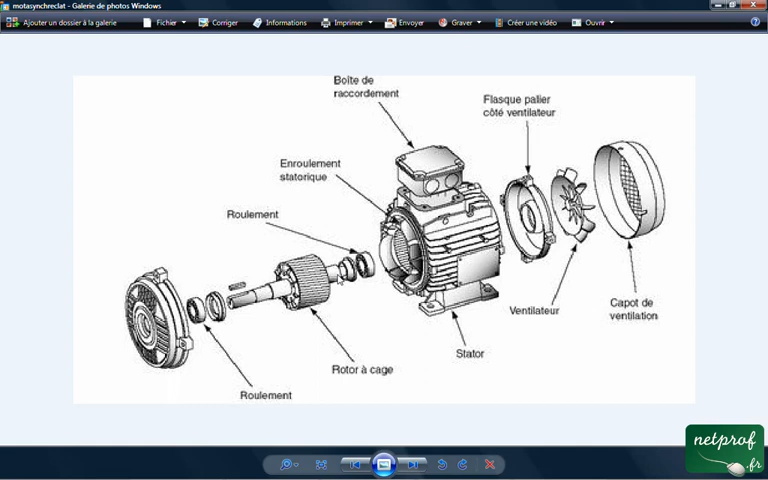 motasynchreclat - Galerie de photos Windows
Ajouter un dossier à la galerie
Fichier
Corriger
Informations
Imprimer
Envoyer
Graver
Créer une vidéo
Ouvrir
Boîte de
raccordement
Flasque palier
côté ventilateur
Enroulement
statorique
Roulement
Ventilateur
Capot de
ventilation
Stator
Rotor à cage
Roulement
netprof
.fr